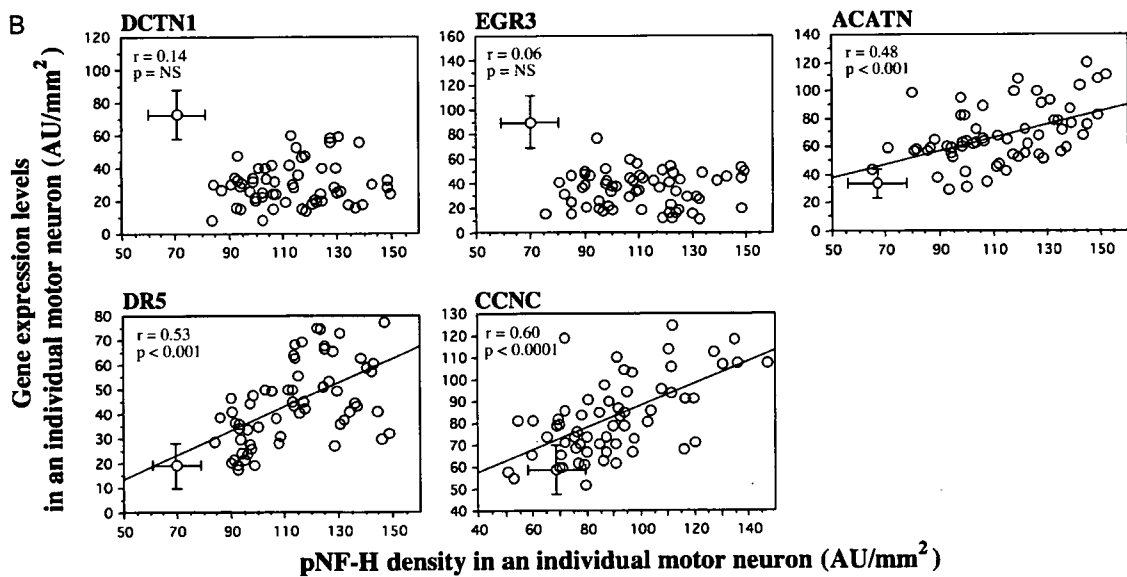 B
Gene expression levels
in an individual motor neuron (AU/mm²)
DCTN1
r = 0.14
p = NS
120
100
80
60
40
20
0
50 70 90 110 130 150
EGR3
r = 0.06
p = NS
160
140
120
100
80
60
40
20
0
50 70 90 110 130 150
ACATN
r = 0.48
p < 0.001
140
120
100
80
60
40
20
0
50 70 90 115 135 150
DR5
r = 0.53
p < 0.001
80
70
60
50
40
30
20
10
0
50 70 90 110 130 150
CCNC
r = 0.60
p < 0.0001
130
120
110
100
90
80
70
60
50
40
40 60 80 100 120 140
pNF-H density in an individual motor neuron (AU/mm²)